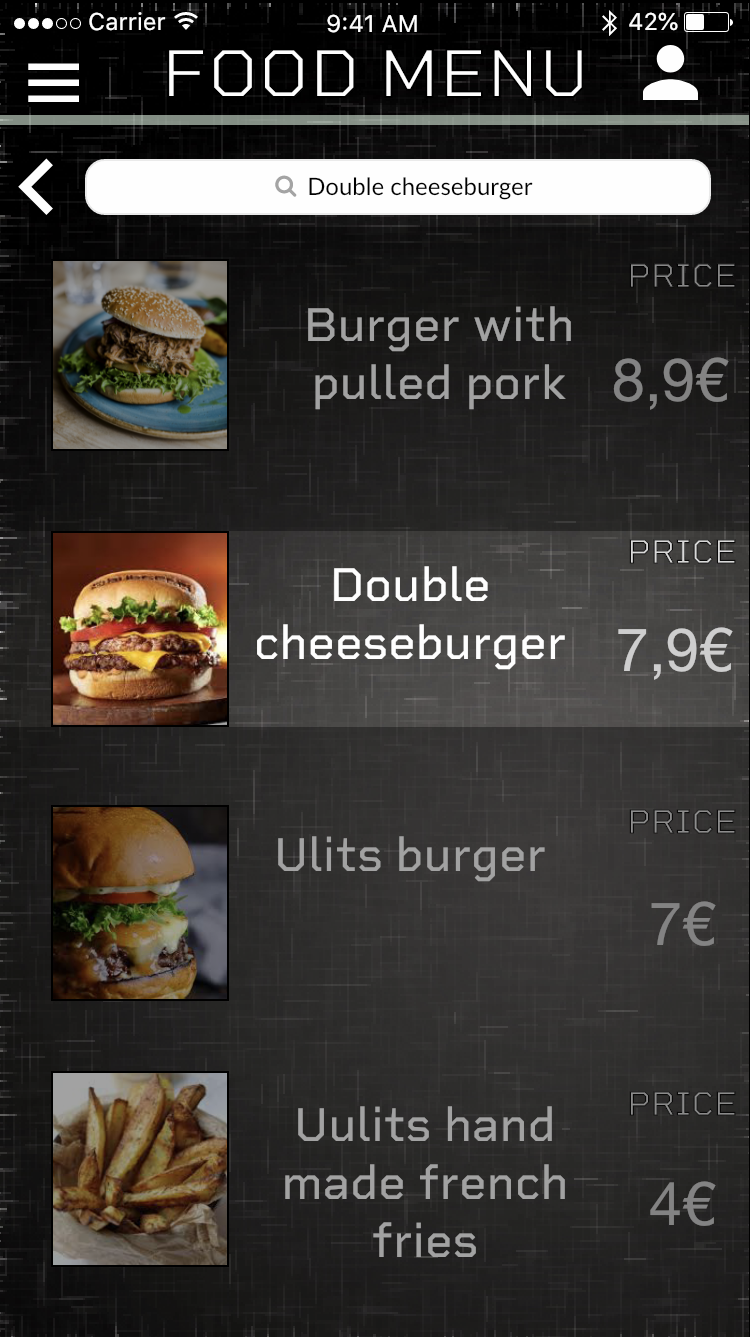 Carrier 9:41 AM 42%
FOOD MENU
Double cheeseburger
PRICE
Burger with
pulled pork
8,9€
PRICE
Double
cheeseburger
7,9€
PRICE
Ulits burger
7€
PRICE
Uulits hand
made french
fries
4€